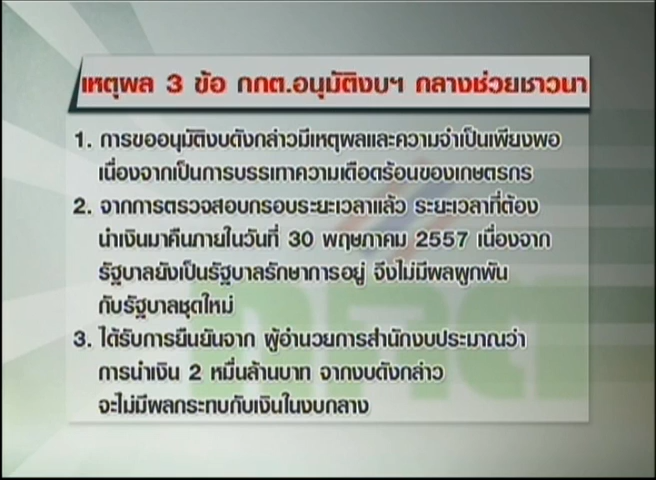 เหตุผล 3 ข้อ กกต.อนุมัติงบฯ กลางช่วยชาวนา
1. การขออนุมัติงบดังกล่าวมีเหตุผลและความจำเป็นเพียงพอ
เนื่องจากเป็นการบรรเทาความเดือดร้อนของเกษตรกร
2. จากการตรวจสอบกรอบระยะเวลาแล้ว ระยะเวลาที่ต้อง
นำเงินมาคืนภายในวันที่ 30 พฤษภาคม 2557 เนื่องจาก
รัฐบาลยังเป็นรัฐบาลรักษาการอยู่ จึงไม่มีผลผูกพัน
กับรัฐบาลชุดใหม่
3. ได้รับการยืนยันจาก ผู้อำนวยการสำนักงบประมาณว่า
การนำเงิน 2 หมื่นล้านบาท จากงบดังกล่าว
จะไม่มีผลกระทบกับเงินในงบกลาง
กกต